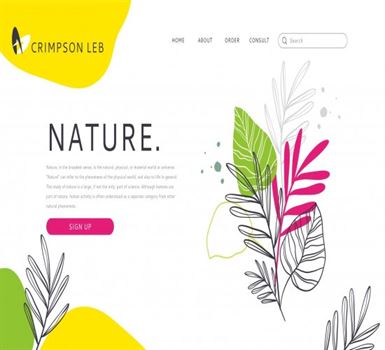 CRIMPSON LEB
HOME ABOUT ORDER CONSULT Search
NATURE.
Nature, in the broadest sense, is the natural, physical, or material world or universe
"Nature" can refer to the phenomena of the physical world, and also to life in general.
The study of nature is a large, if not the only, part of science. Although humans are
part of nature, human activity is often understood as a separate category from other
natural phenomena.
SIGN UP